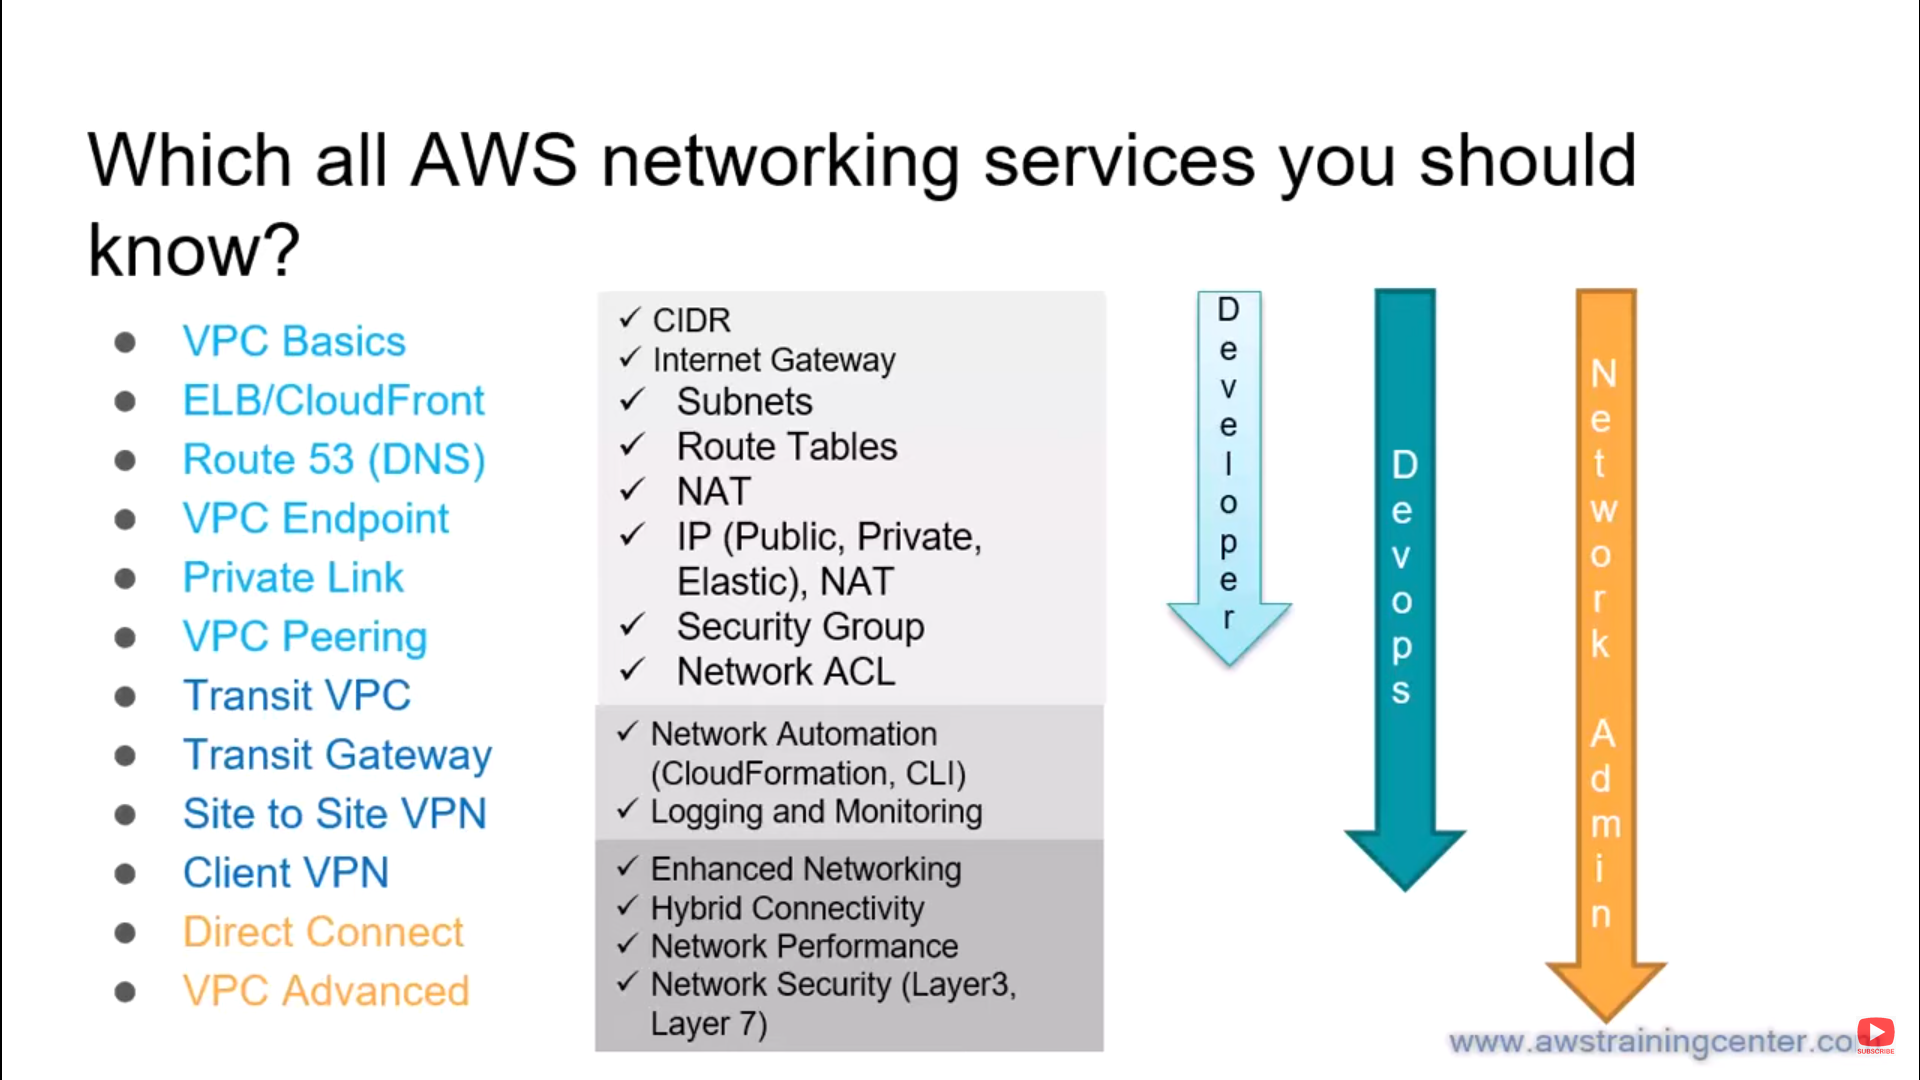 Which all AWS networking services you should
know?
VPC Basics
ELB/CloudFront
Route 53 (DNS)
VPC Endpoint
Private Link
VPC Peering
Transit VPC
Transit Gateway
Site to Site VPN
Client VPN
Direct Connect
VPC Advanced
CIDR
Internet Gateway
Subnets
Route Tables
NAT
IP (Public, Private,
Elastic), NAT
Security Group
Network ACL
Network Automation
(CloudFormation, CLI)
Logging and Monitoring
Enhanced Networking
Hybrid Connectivity
Network Performance
Network Security (Layer3,
Layer 7)
Developer
Devops
Network Admin
www.awstrainingcenter.co
SUBSCRIBE